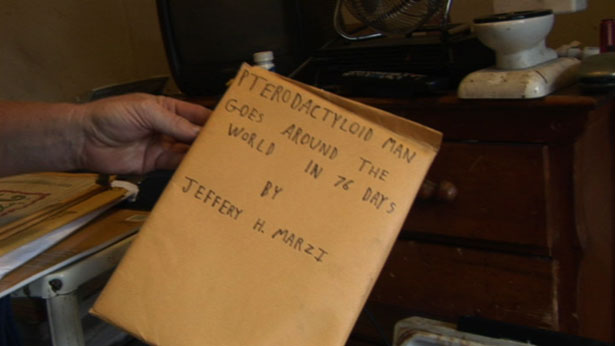 PTERODACTYLOID MAN
GOES AROUND THE
WORLD IN 76 DAYS
BY
JEFFERY H. MARZI